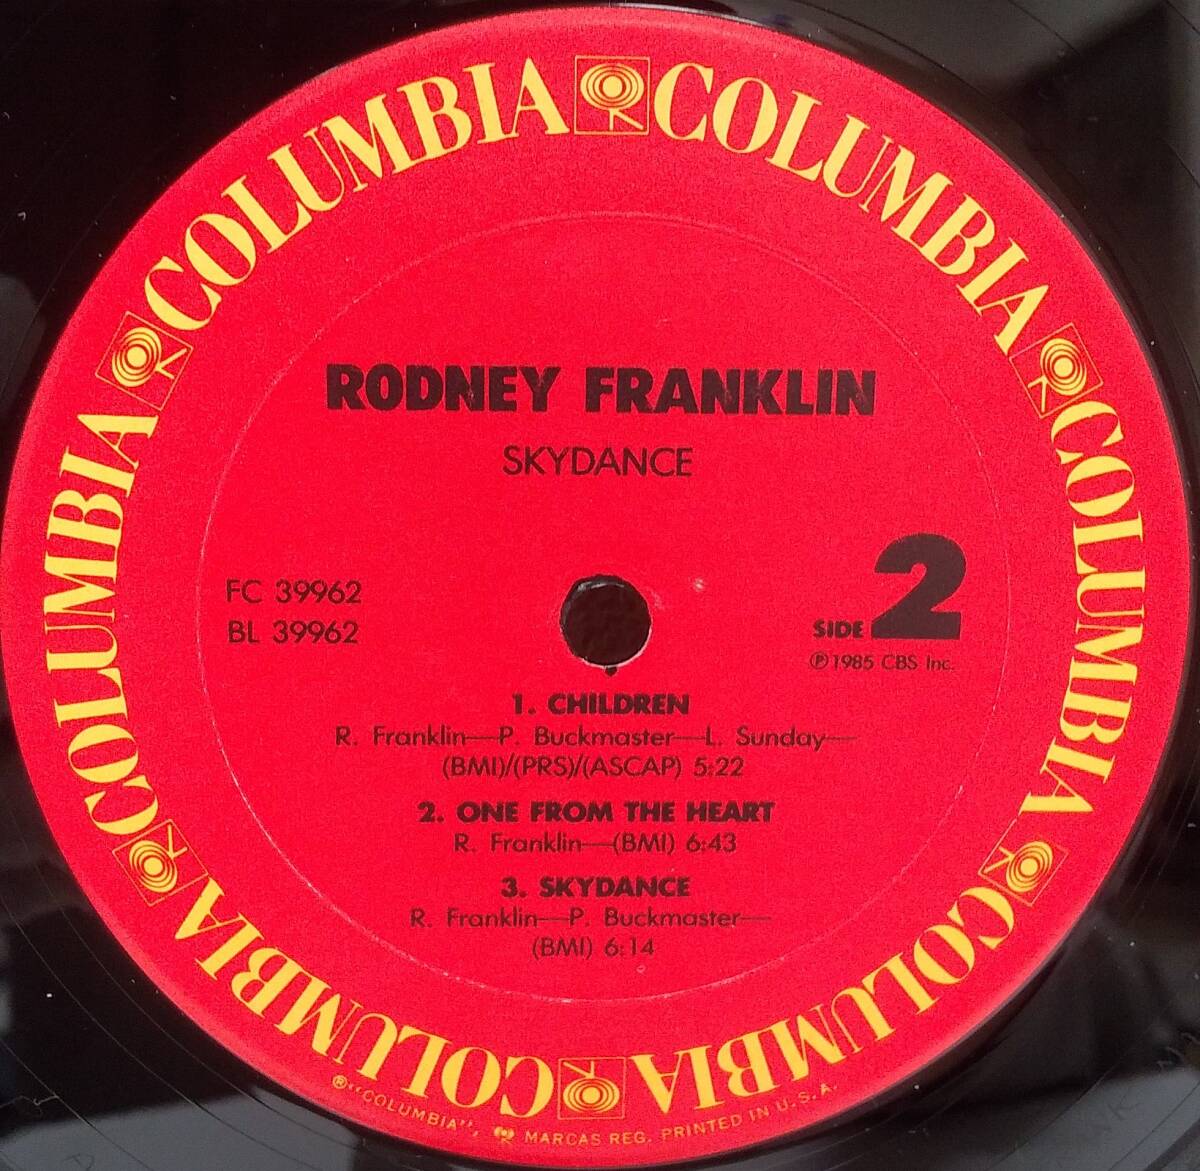 COLUMBIA COLUMBIA COLUMBIA COLUMBIA COLUMBIA COLUMBIA
RODNEY FRANKLIN
SKYDANCE
FC 39962
BL 39962
SIDE 2
℗1985 CBS Inc.
1. CHILDREN
R. Franklin—P. Buckmaster—L. Sunday—
(BMI)/(PRS)/(ASCAP) 5:22
2. ONE FROM THE HEART
R. Franklin—(BMI) 6:43
3. SKYDANCE
R. Franklin—P. Buckmaster—
(BMI) 6:14
®"COLUMBIA", MARCAS REG. PRINTED IN U.S.A.